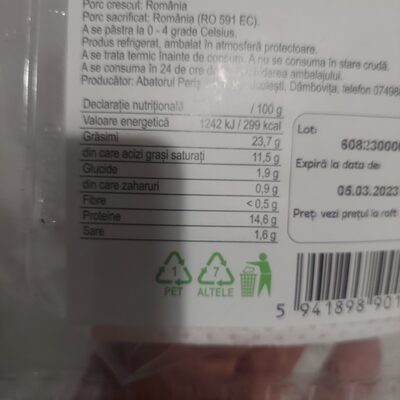 Porc crescut: România
Porc sacrificat: România (RO 591 EC).
A se păstra la 0 - 4 grade Celsius.
Produs refrigerat, ambalat în atmosferă protectoare.
A se trata termic înainte de consum. A nu se consuma în stare crudă.
A se consuma în 24 de ore de la deschiderea ambalajului.
Producător: Abatorul Periș Dâmbovița, telefon 07498
Declarație nutrițională / 100 g
Valoare energetică 1242 kJ / 299 kcal
Grăsimi 23,7 g
din care acizi grași saturați 11,5 g
Glucide 1,9 g
din care zaharuri 0,9 g
Fibre < 0,5 g
Proteine 14,6 g
Sare 1,6 g
Lot:
60823000
Expiră la data de:
05.03.2023
Preț: vezi prețul la raft
1 7
PET ALTELE
5 941898 901